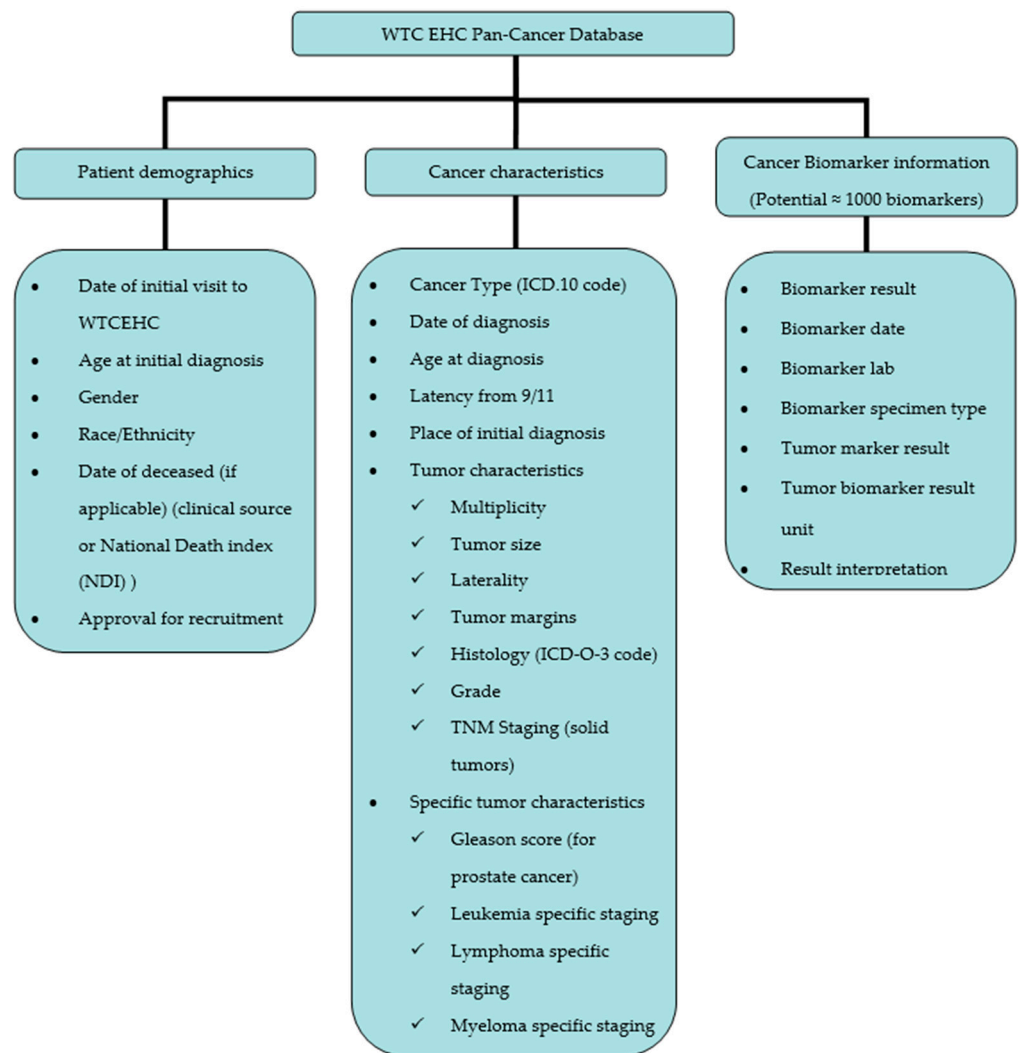 WTC EHC Pan-Cancer Database
Patient demographics
• Date of initial visit to
WTCEHC
• Age at initial diagnosis
• Gender
• Race/Ethnicity
• Date of deceased (if
applicable) (clinical source
or National Death index
(NDI) )
• Approval for recruitment
Cancer characteristics
• Cancer Type (ICD.10 code)
• Date of diagnosis
• Age at diagnosis
• Latency from 9/11
• Place of initial diagnosis
• Tumor characteristics
✓ Multiplicity
✓ Tumor size
✓ Laterality
✓ Tumor margins
✓ Histology (ICD-O-3 code)
✓ Grade
✓ TNM Staging (solid
tumors)
• Specific tumor characteristics
✓ Gleason score (for
prostate cancer)
✓ Leukemia specific staging
✓ Lymphoma specific
staging
✓ Myeloma specific staging
Cancer Biomarker information
(Potential ≈ 1000 biomarkers)
• Biomarker result
• Biomarker date
• Biomarker lab
• Biomarker specimen type
• Tumor marker result
• Tumor biomarker result
unit
• Result interpretation